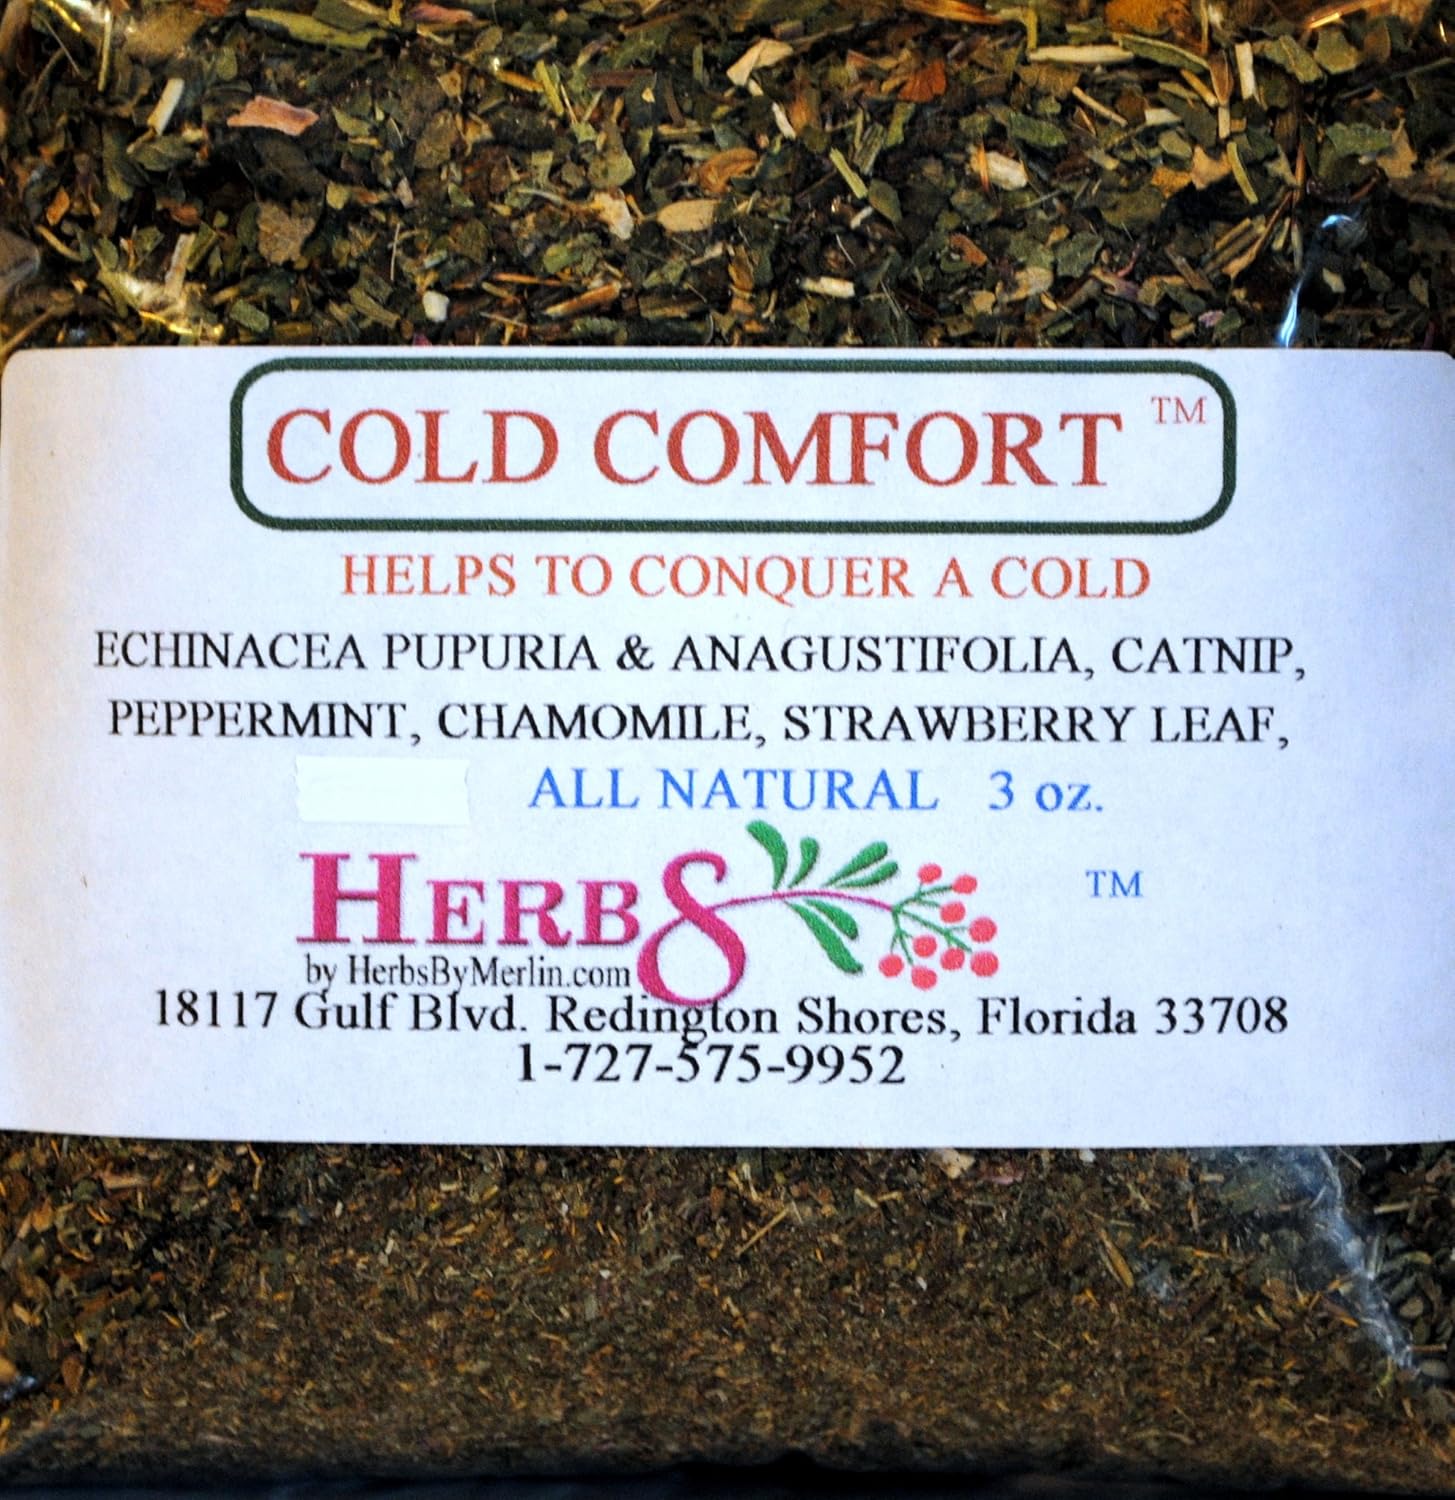 COLD COMFORT ™
HELPS TO CONQUER A COLD
ECHINACEA PUPURIA & ANAGUSTIFOLIA, CATNIP,
PEPPERMINT, CHAMOMILE, STRAWBERRY LEAF,
ALL NATURAL 3 oz.
HERBS ™
by HerbsByMerlin.com
18117 Gulf Blvd. Redington Shores, Florida 33708
1-727-575-9952